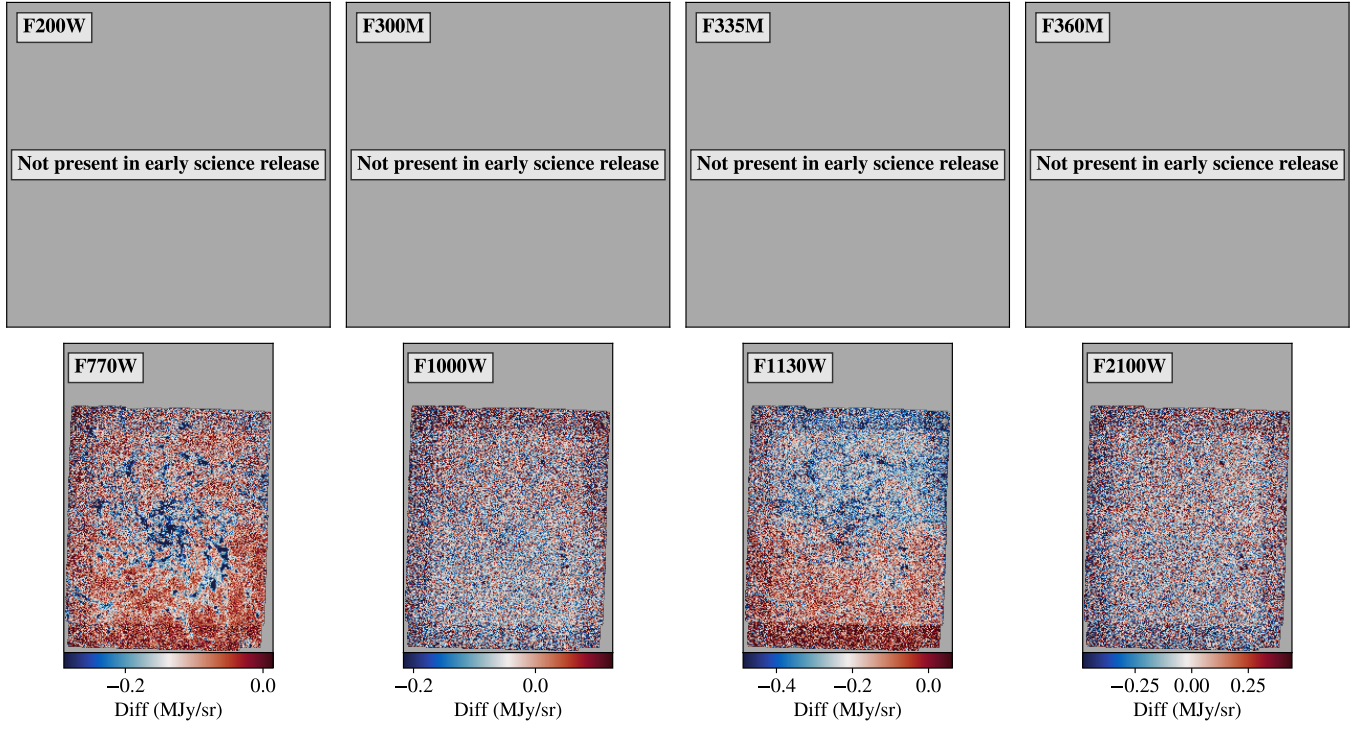 F200W
F300M
F335M
F360M
Not present in early science release
Not present in early science release
Not present in early science release
Not present in early science release
F770W
F1000W
F1130W
F2100W
−0.2 0.0
−0.2 0.0
−0.4 −0.2 0.0
−0.25 0.00 0.25
Diff (MJy/sr)
Diff (MJy/sr)
Diff (MJy/sr)
Diff (MJy/sr)